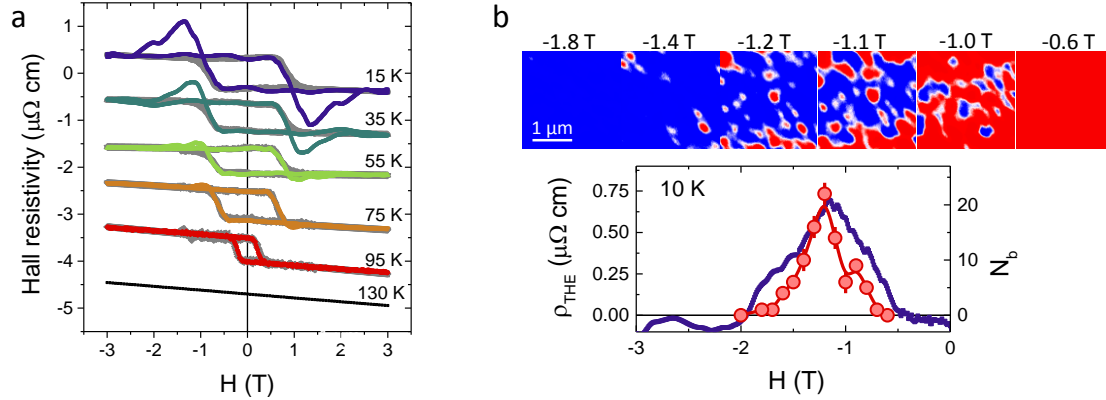 a
Hall resistivity (μΩ cm)
1
0
-1
-2
-3
-4
-5
15 K
35 K
55 K
75 K
95 K
130 K
-3 -2 -1 0 1 2 3
H (T)
b
-1.8 T -1.4 T -1.2 T -1.1 T -1.0 T -0.6 T
1 μm
10 K
ρTHE (μΩ cm)
0.75
0.50
0.25
0.00
20
10
0
Nb
-3 -2 -1 0
H (T)